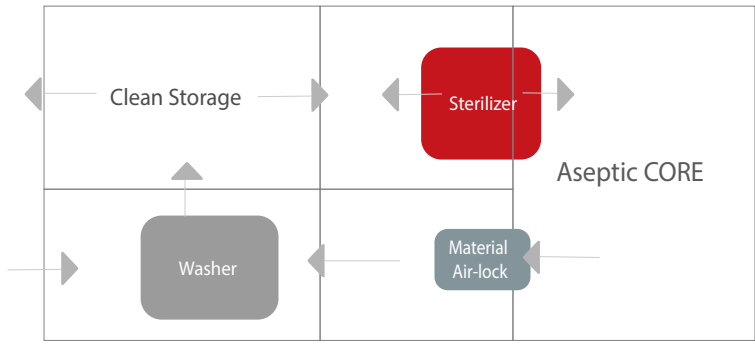 Clean Storage
Sterilizer
Aseptic CORE
Washer
Material
Air-lock